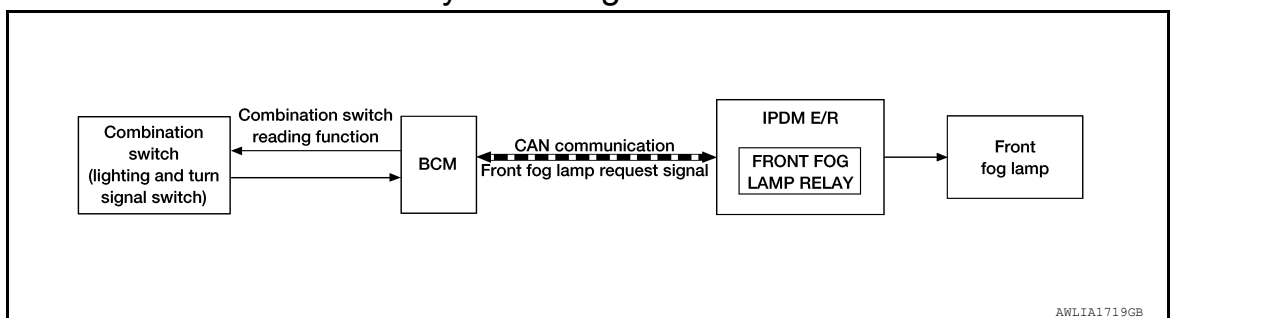 Combination switch
reading function
Combination
switch
(lighting and turn
signal switch)
BCM
CAN communication
Front fog lamp request signal
IPDM E/R
FRONT FOG
LAMP RELAY
Front
fog lamp
AWLIA1719GB